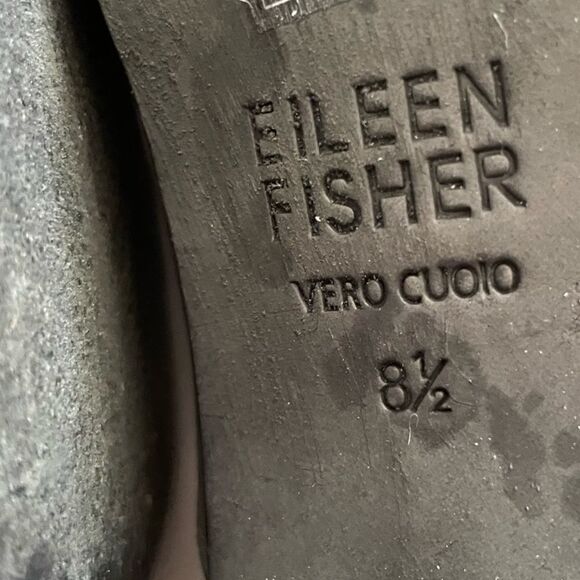 EILEEN
FISHER
VERO CUOIO
8½